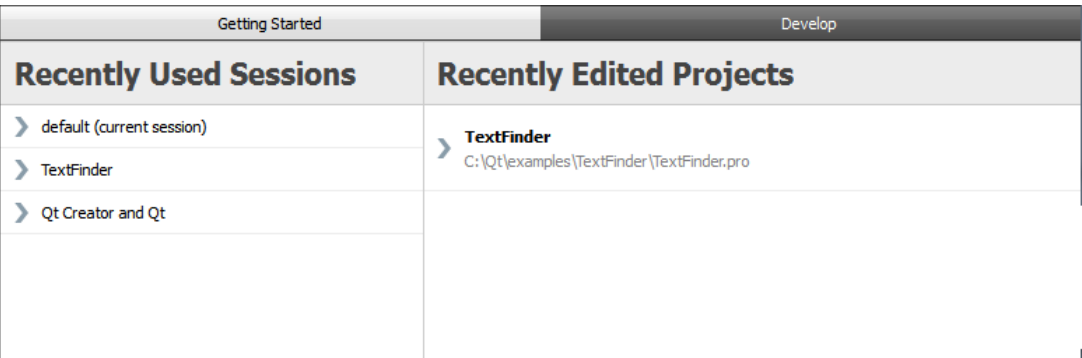 Getting Started
Develop
Recently Used Sessions
Recently Edited Projects
default (current session)
TextFinder
Qt Creator and Qt
TextFinder
C:\Qt\examples\TextFinder\TextFinder.pro